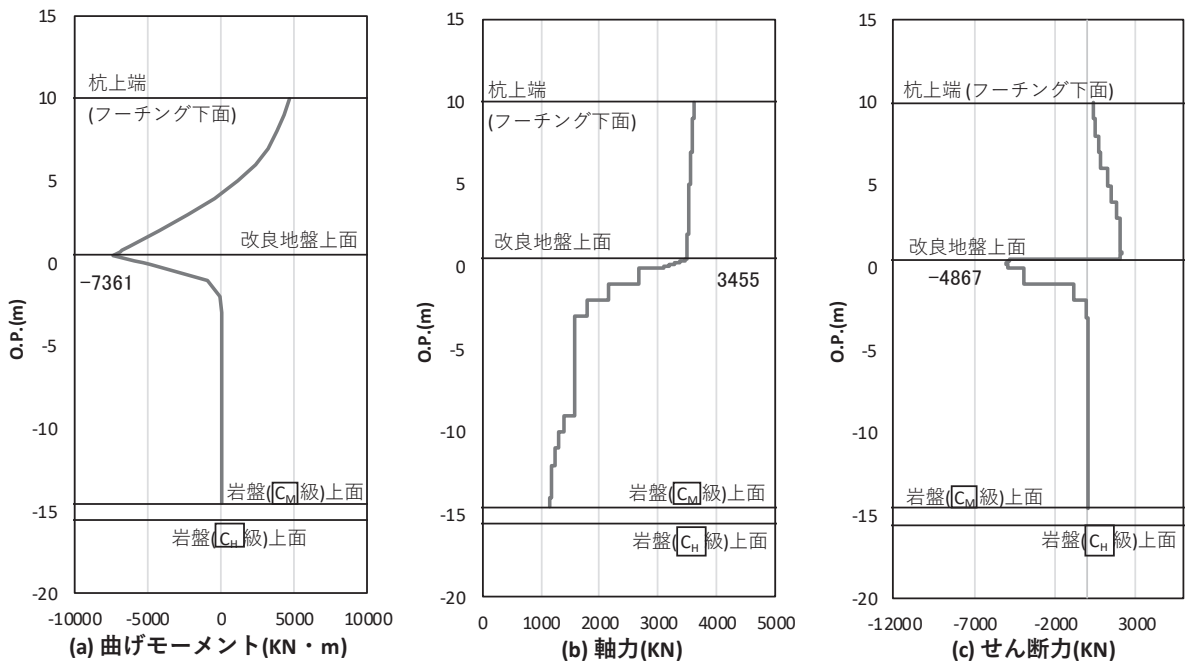 O.P.(m)
15
10
5
0
-5
-10
-15
-20
杭上端
(フーチング下面)
改良地盤上面
−7361
岩盤(CM級)上面
岩盤(CH級)上面
-10000 -5000 0 5000 10000
(a) 曲げモーメント(KN・m)
O.P.(m)
15
10
5
0
-5
-10
-15
-20
杭上端
(フーチング下面)
改良地盤上面
3455
岩盤(CM級)上面
岩盤(CH級)上面
0 1000 2000 3000 4000 5000
(b) 軸力(KN)
O.P.(m)
15
10
5
0
-5
-10
-15
-20
杭上端 (フーチング下面)
改良地盤上面
−4867
岩盤(CM級)上面
岩盤(CH級)上面
-12000 -7000 -2000 3000
(c) せん断力(KN)